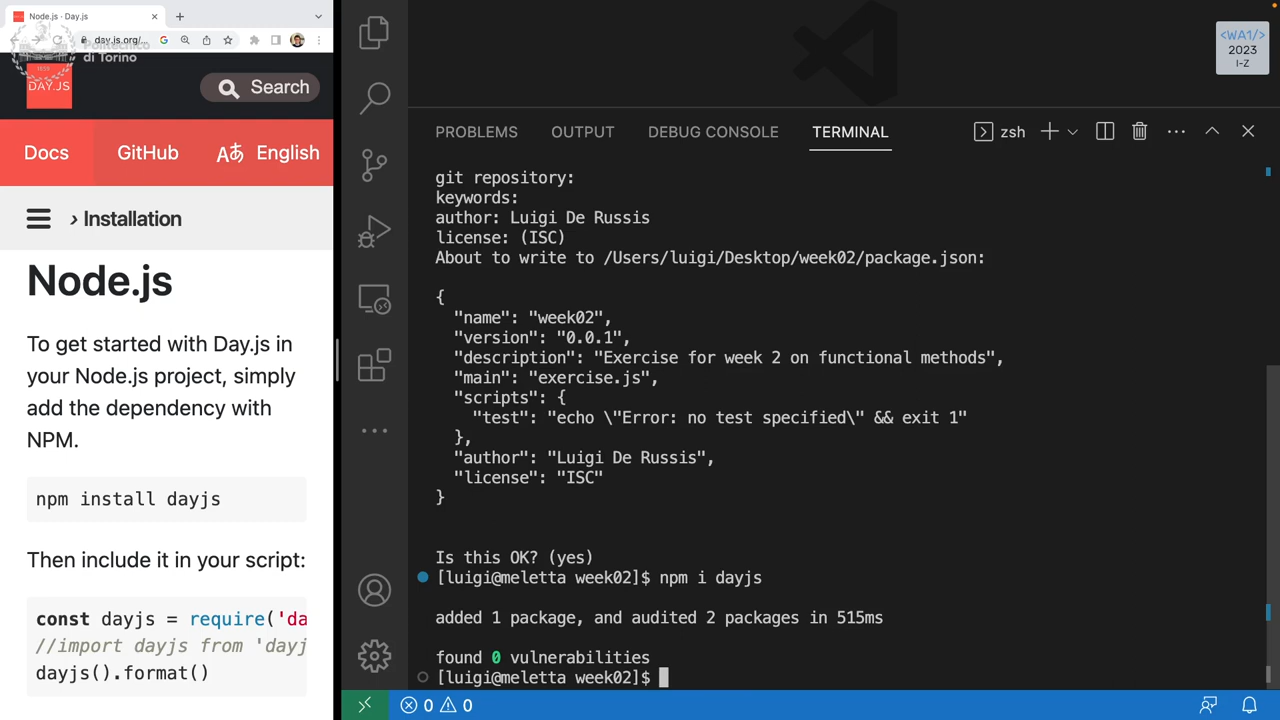 Node.js · Day.js
day.js.org/...
Politecnico
di Torino
1859
DAY.JS
Search
Docs
GitHub
English
› Installation
Node.js
To get started with Day.js in
your Node.js project, simply
add the dependency with
NPM.
npm install dayjs
Then include it in your script:
const dayjs = require('da
//import dayjs from 'dayj
dayjs().format()
<WA1/>
2023
I-Z
PROBLEMS
OUTPUT
DEBUG CONSOLE
TERMINAL
zsh
git repository:
keywords:
author: Luigi De Russis
license: (ISC)
About to write to /Users/luigi/Desktop/week02/package.json:
{
"name": "week02",
"version": "0.0.1",
"description": "Exercise for week 2 on functional methods",
"main": "exercise.js",
"scripts": {
"test": "echo \"Error: no test specified\" && exit 1"
},
"author": "Luigi De Russis",
"license": "ISC"
}
Is this OK? (yes)
[luigi@meletta week02]$ npm i dayjs
added 1 package, and audited 2 packages in 515ms
found 0 vulnerabilities
[luigi@meletta week02]$
0
0